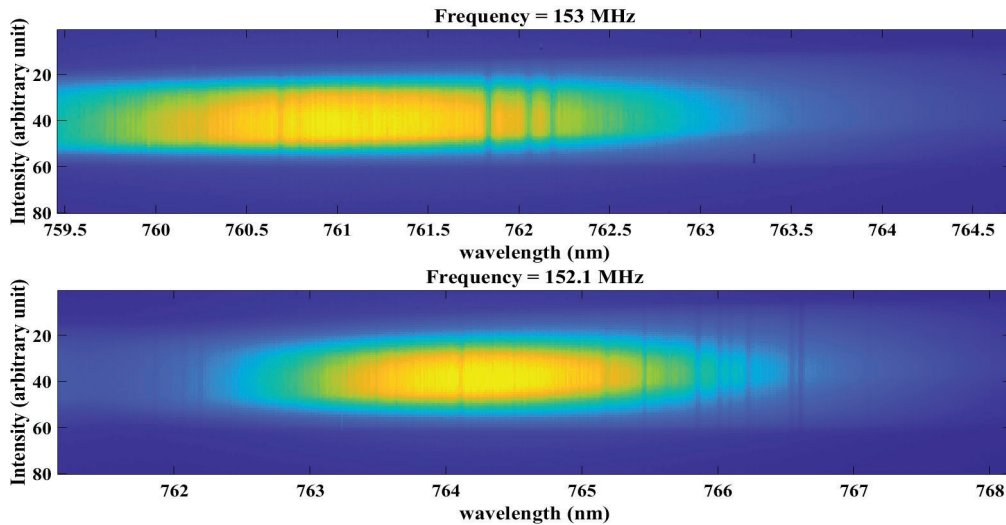 Frequency = 153 MHz
Intensity (arbitrary unit)
20
40
60
80
759.5 760 760.5 761 761.5 762 762.5 763 763.5 764 764.5
wavelength (nm)
Frequency = 152.1 MHz
Intensity (arbitrary unit)
20
40
60
80
762 763 764 765 766 767 768
wavelength (nm)